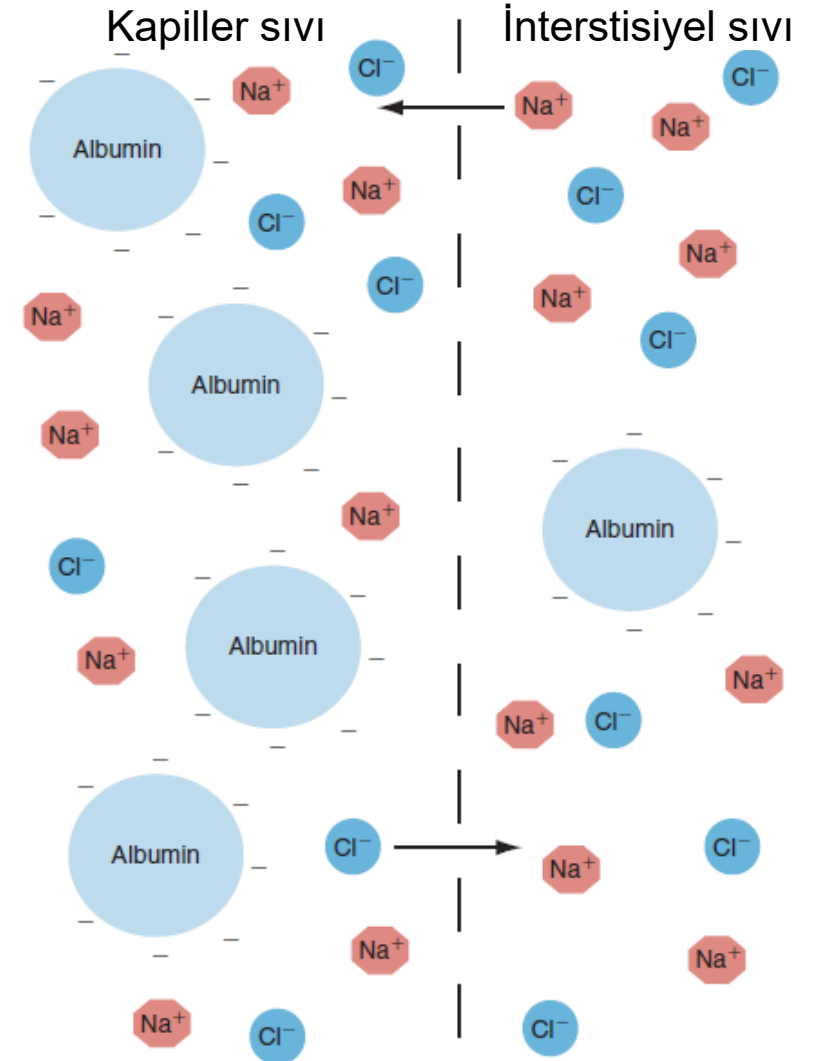 Kapiller sıvı
İnterstisiyel sıvı
Cl⁻
Na⁺
Albumin
Na⁺
Cl⁻
Cl⁻
Na⁺
Albumin
Na⁺
Cl⁻
Na⁺
Albumin
Na⁺
Cl⁻
Albumin
Cl⁻
Na⁺
Na⁺
Cl⁻
Cl⁻
Na⁺
Na⁺
Cl⁻
Na⁺
Na⁺
Cl⁻
Albumin
Na⁺
Na⁺
Cl⁻
Cl⁻
Na⁺
Na⁺
Cl⁻